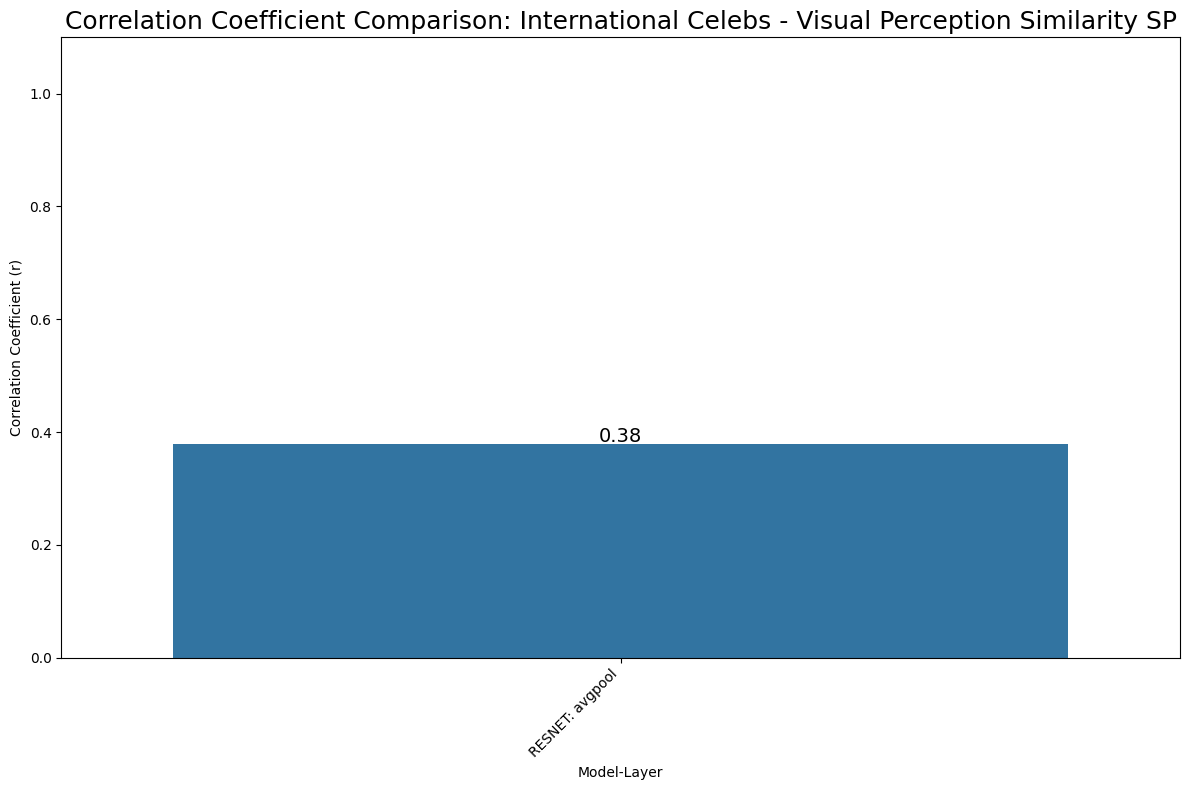 Correlation Coefficient Comparison: International Celebs - Visual Perception Similarity SP
1.0
0.8
0.6
0.4
0.2
0.0
Correlation Coefficient (r)
0.38
RESNET: avgpool
Model-Layer